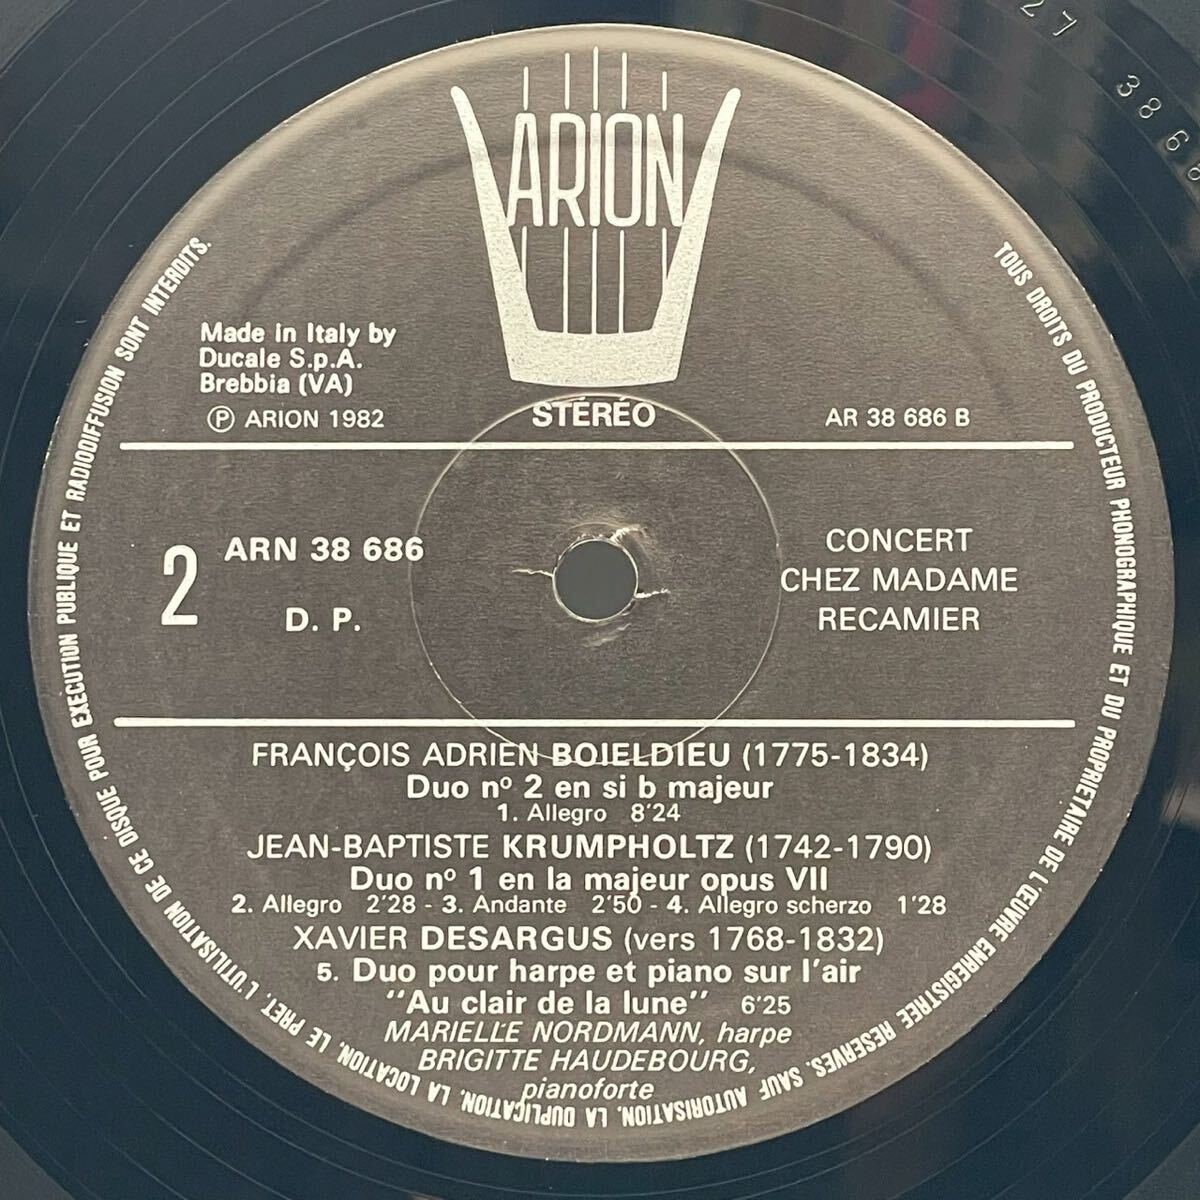 ARION
Made in Italy by
Ducale S.p.A.
Brebbia (VA)
Ⓟ ARION 1982
STÉRÉO
AR 38 686 B
2
ARN 38 686
D. P.
CONCERT
CHEZ MADAME
RECAMIER
FRANÇOIS ADRIEN BOIELDIEU (1775-1834)
Duo nº 2 en si b majeur
1. Allegro 8'24
JEAN-BAPTISTE KRUMPHOLTZ (1742-1790)
Duo nº 1 en la majeur opus VII
2. Allegro 2'28 - 3. Andante 2'50 - 4. Allegro scherzo 1'28
XAVIER DESARGUS (vers 1768-1832)
5. Duo pour harpe et piano sur l'air
"Au clair de la lune" 6'25
MARIELLE NORDMANN, harpe
BRIGITTE HAUDEBOURG,
pianoforte
TOUS DROITS DU PRODUCTEUR PHONOGRAPHIQUE ET DU PROPRIETAIRE DE L'ŒUVRE ENREGISTREE RESERVES. SAUF AUTORISATION, LA DUPLICATION, LA LOCATION, LE PRET, L'UTILISATION DE CE DISQUE POUR EXECUTION PUBLIQUE ET RADIODIFFUSION SONT INTERDITS.
27 3868